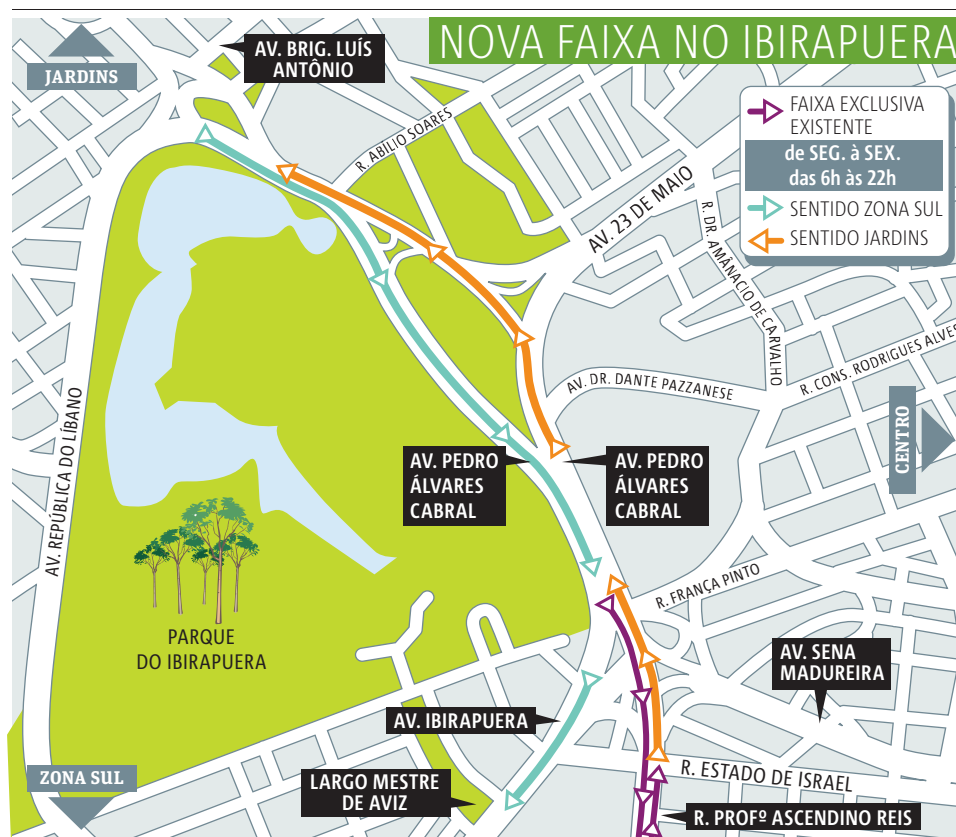 NOVA FAIXA NO IBIRAPUERA
JARDINS
AV. BRIG. LUÍS
ANTÔNIO
FAIXA EXCLUSIVA
EXISTENTE
de SEG. à SEX.
das 6h às 22h
SENTIDO ZONA SUL
SENTIDO JARDINS
R. ABILIO SOARES
AV. 23 DE MAIO
R. DR. AMÂNACIO DE CARVALHO
R. CONS. RODRIGUES ALVES
AV. DR. DANTE PAZZANESE
CENTRO
AV. PEDRO
ÁLVARES
CABRAL
AV. PEDRO
ÁLVARES
CABRAL
AV. REPÚBLICA DO LÍBANO
R. FRANÇA PINTO
PARQUE
DO IBIRAPUERA
AV. SENA
MADUREIRA
AV. IBIRAPUERA
ZONA SUL
LARGO MESTRE
DE AVIZ
R. ESTADO DE ISRAEL
R. PROFº ASCENDINO REIS